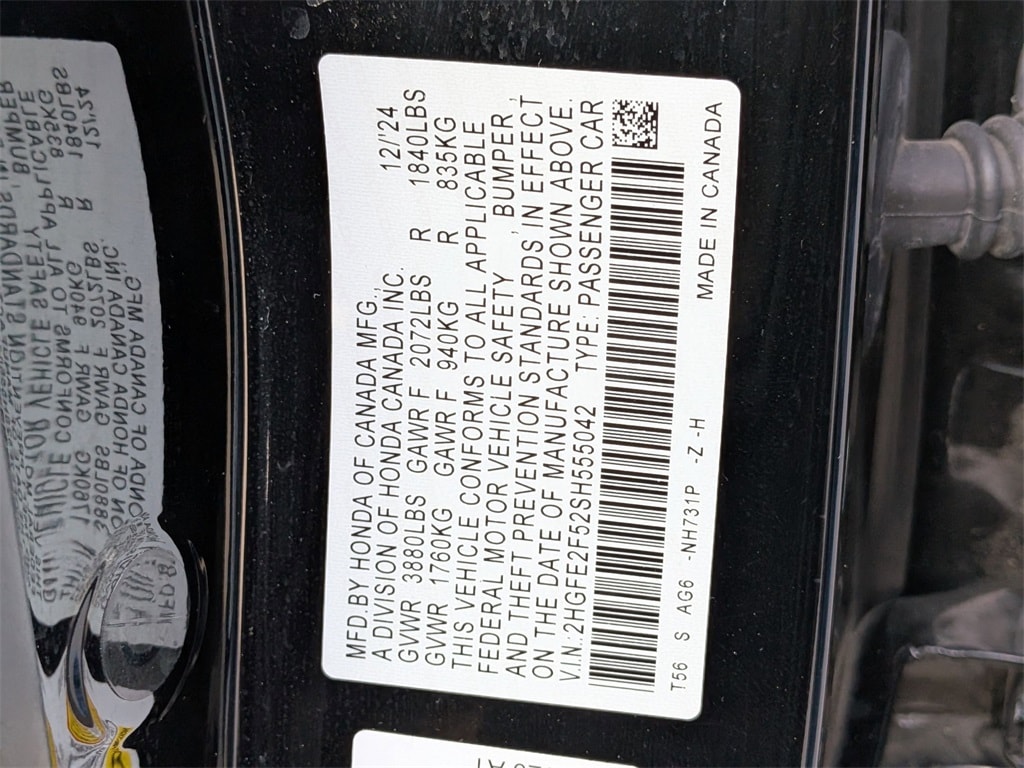 MFD.BY HONDA OF CANADA MFG., 12/'24
A DIVISION OF HONDA CANADA INC.
GVWR 3880LBS GAWR F 2072LBS R 1840LBS
GVWR 1760KG GAWR F 940KG R 835KG
THIS VEHICLE CONFORMS TO ALL APPLICABLE
FEDERAL MOTOR VEHICLE SAFETY , BUMPER,
AND THEFT PREVENTION STANDARDS IN EFFECT
ON THE DATE OF MANUFACTURE SHOWN ABOVE.
V.I.N. 2HGFE2F52SH555042 TYPE: PASSENGER CAR
T56 S AG6 -NH731P -Z -H
MADE IN CANADA